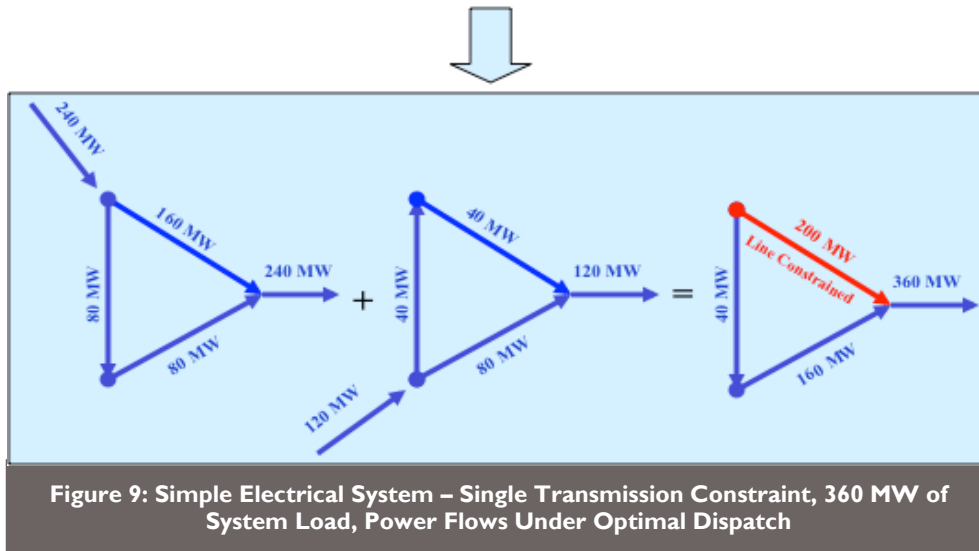 240 MW
160 MW
80 MW
80 MW
240 MW
+
40 MW
40 MW
80 MW
120 MW
120 MW
=
200 MW
Line Constrained
40 MW
160 MW
360 MW
Figure 9: Simple Electrical System – Single Transmission Constraint, 360 MW of
System Load, Power Flows Under Optimal Dispatch